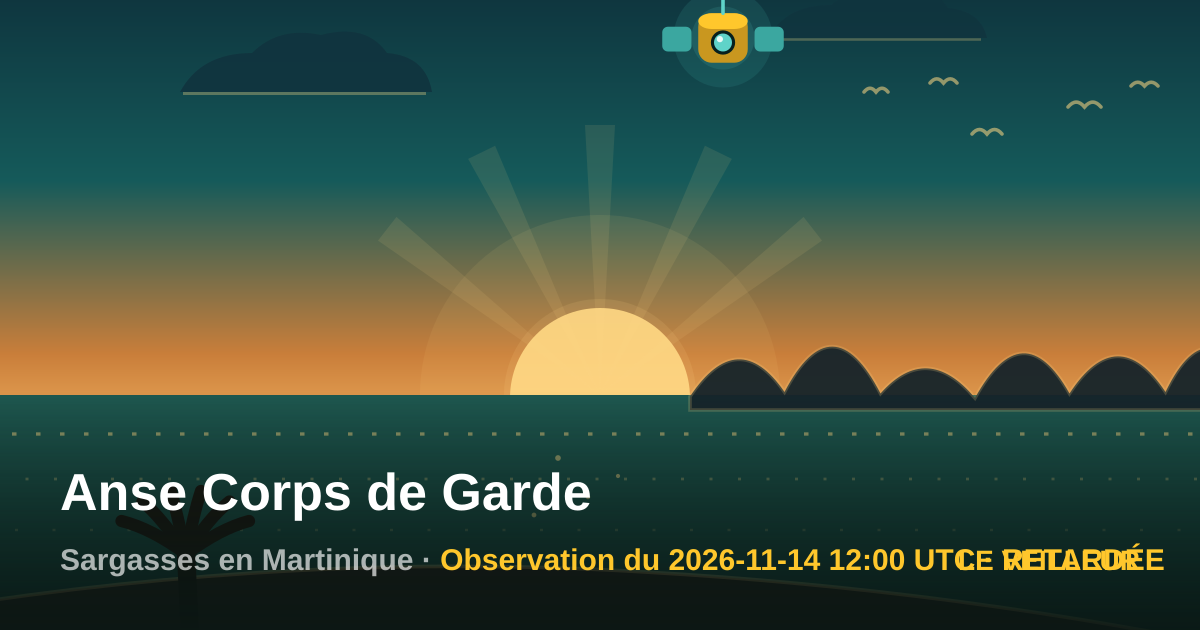 Anse Corps de Garde
Sargasses en Martinique · Observation du 2026-11-14 12:00 UTC